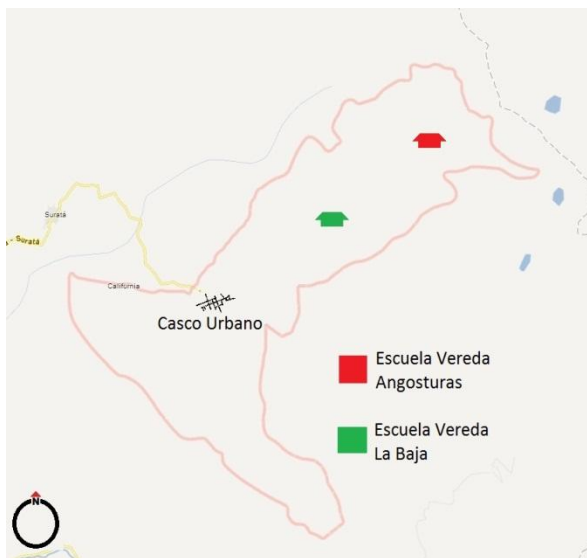 Suratá
- Suratá
California
Casco Urbano
Escuela Vereda
Angosturas
Escuela Vereda
La Baja
N